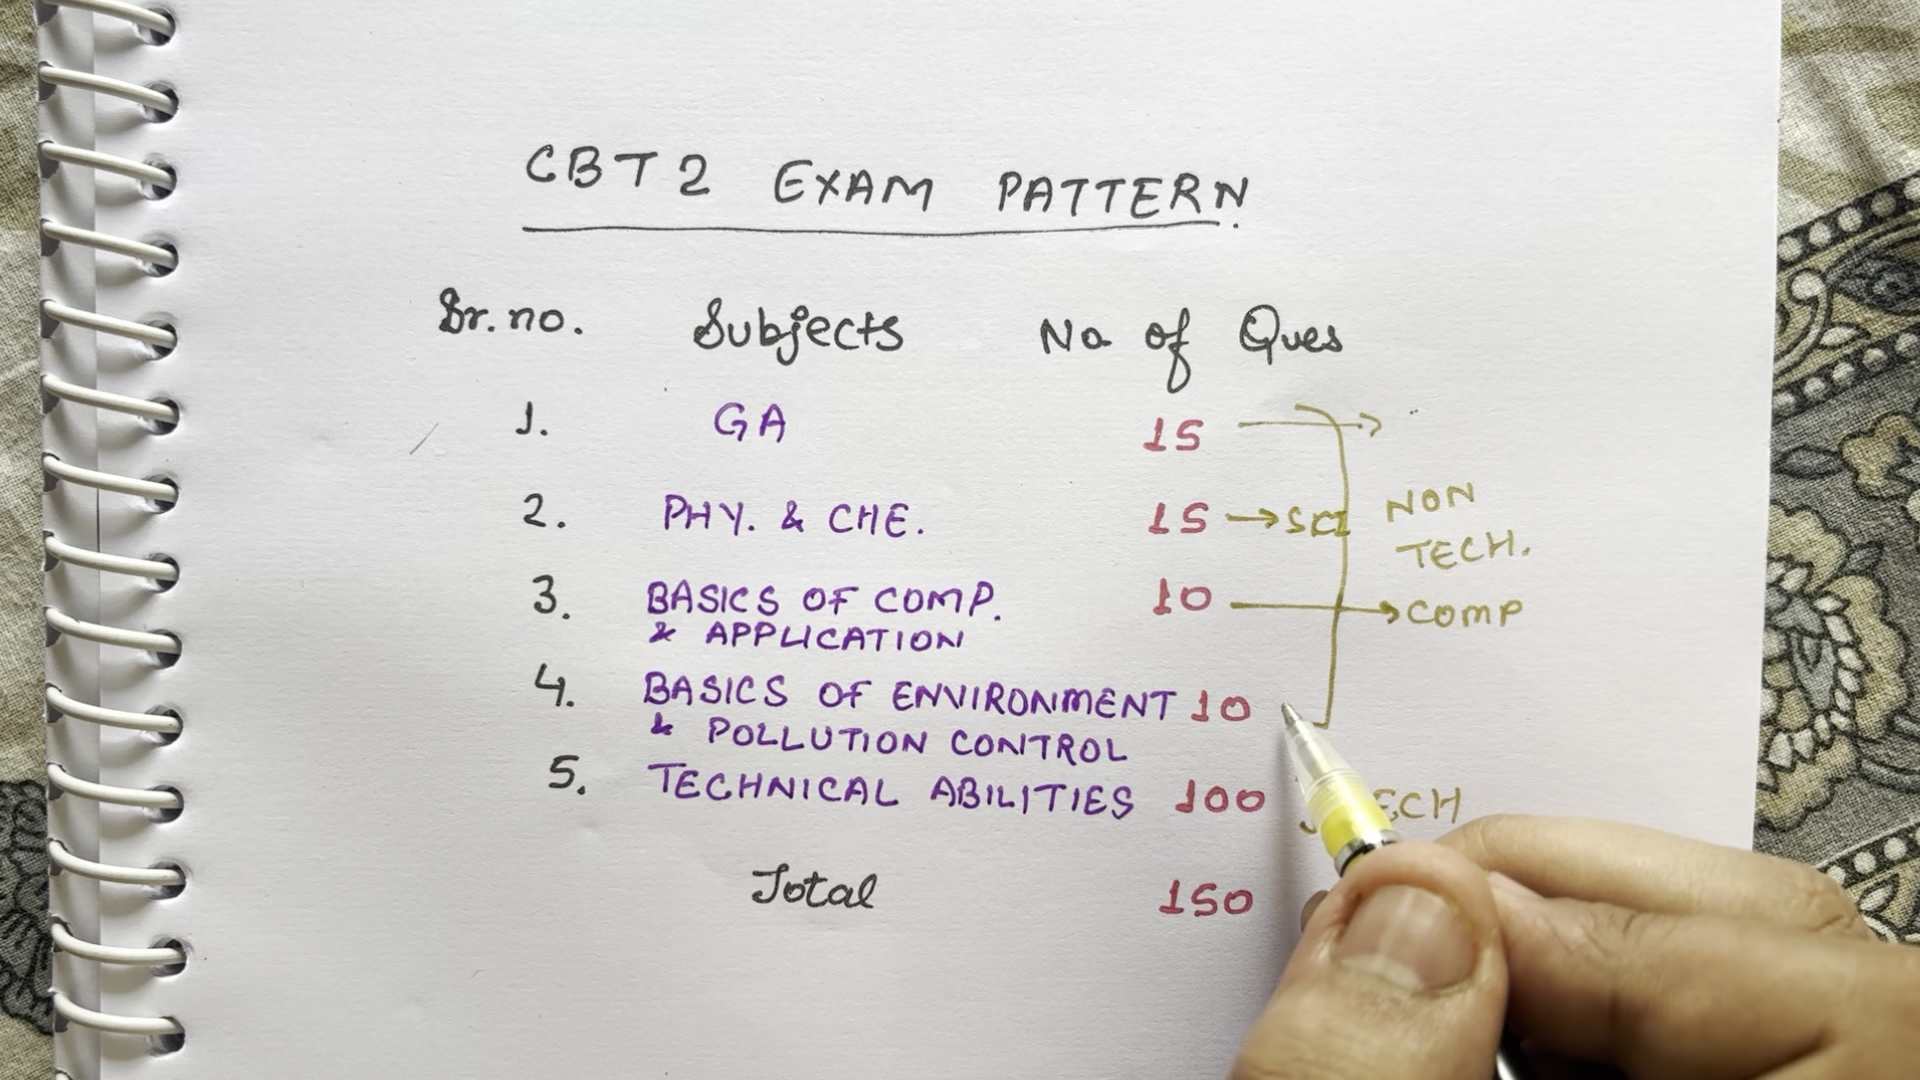 CBT 2 EXAM PATTERN.
Sr. no. Subjects No of Ques
1. GA 15
2. PHY. & CHE. 15 → SCI
NON
TECH.
3. BASICS OF COMP. 10 → COMP
& APPLICATION
4. BASICS OF ENVIRONMENT 10
& POLLUTION CONTROL
5. TECHNICAL ABILITIES 100
Total 150